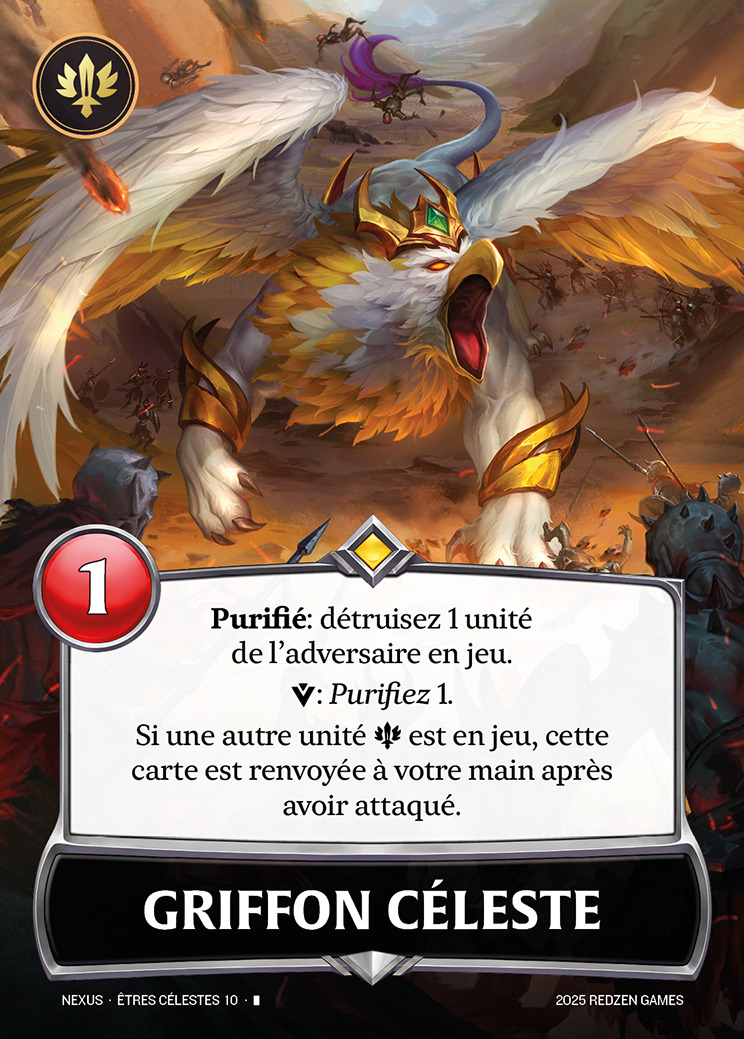 1
Purifié: détruisez 1 unité
de l’adversaire en jeu.
: Purifiez 1.
Si une autre unité est en jeu, cette
carte est renvoyée à votre main après
avoir attaqué.
GRIFFON CÉLESTE
NEXUS · ÊTRES CÉLESTES 10 ·
2025 REDZEN GAMES